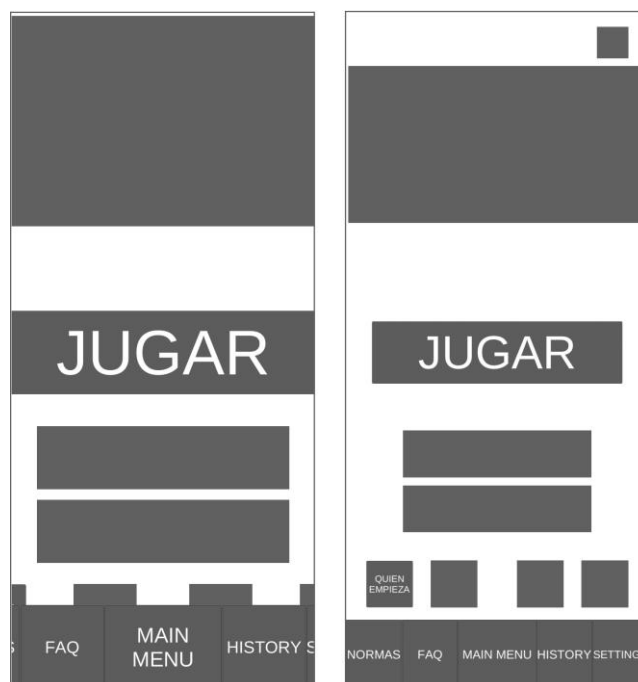 JUGAR
FAQ
MAIN
MENU
HISTORY
JUGAR
QUIEN
EMPIEZA
NORMAS FAQ MAIN MENU HISTORY SETTING